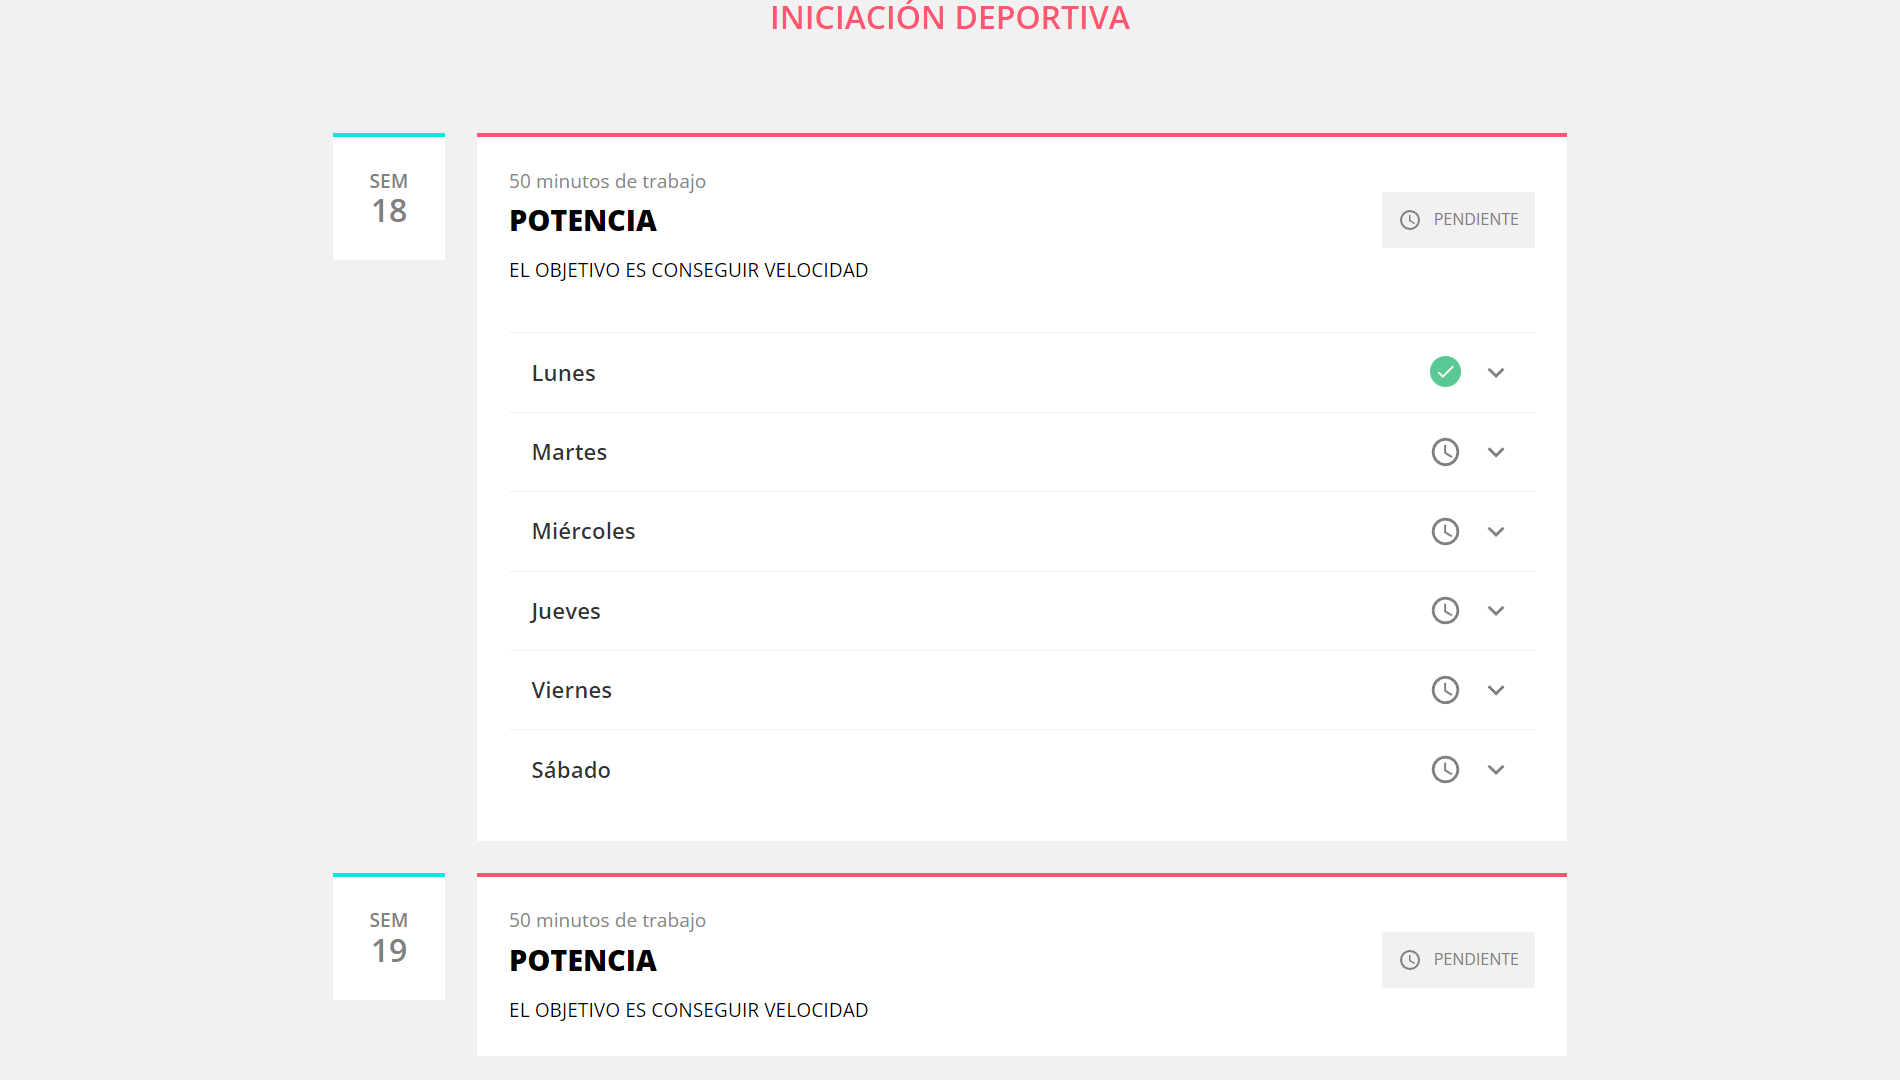 INICIACIÓN DEPORTIVA
SEM
18
50 minutos de trabajo
POTENCIA
PENDIENTE
EL OBJETIVO ES CONSEGUIR VELOCIDAD
Lunes
Martes
Miércoles
Jueves
Viernes
Sábado
SEM
19
50 minutos de trabajo
POTENCIA
PENDIENTE
EL OBJETIVO ES CONSEGUIR VELOCIDAD